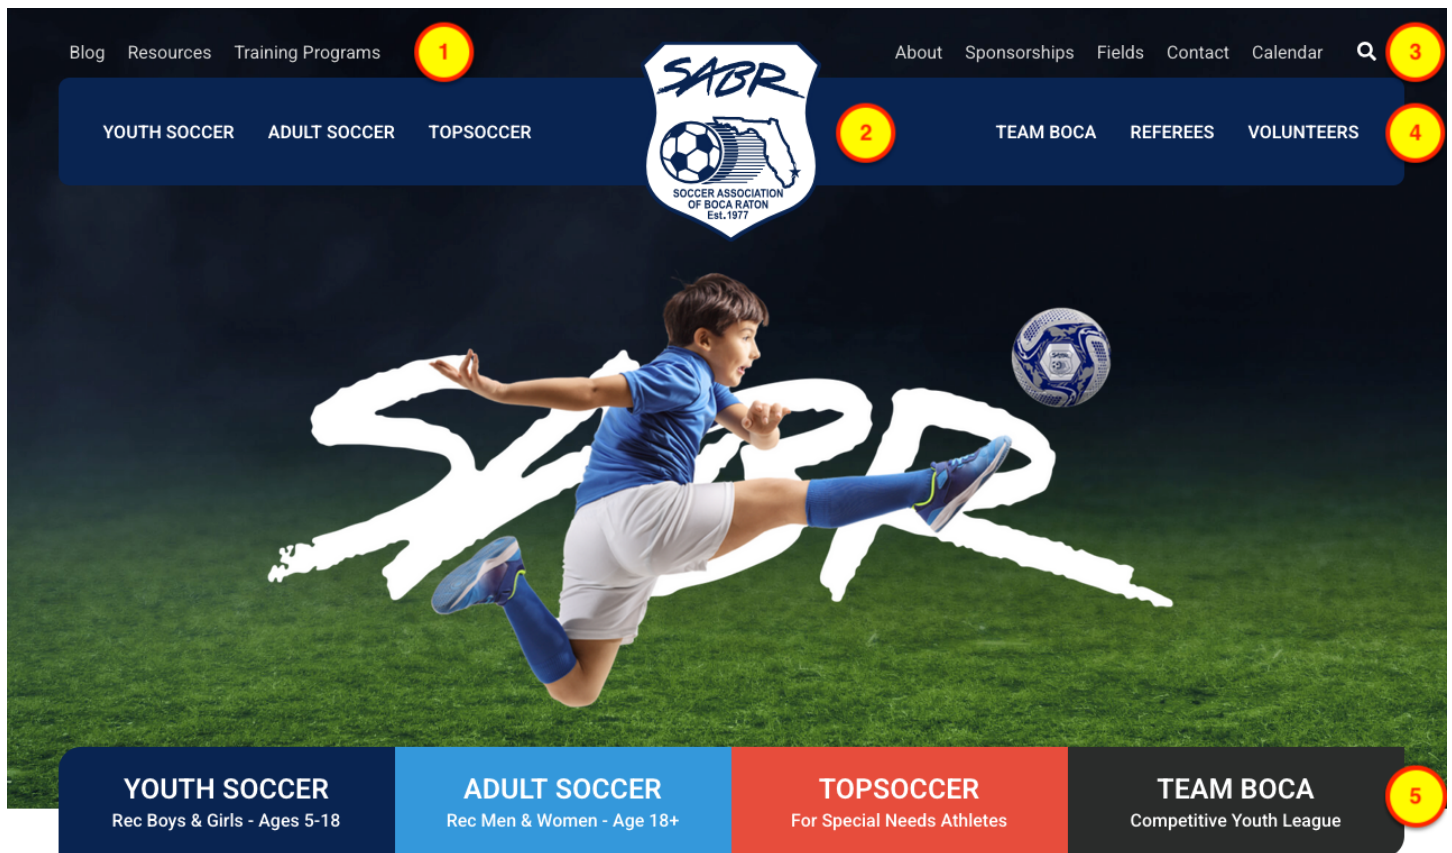 Blog Resources Training Programs 1
About Sponsorships Fields Contact Calendar 3
YOUTH SOCCER ADULT SOCCER TOPSOCCER
SABR
SOCCER ASSOCIATION
OF BOCA RATON
Est. 1977
2
TEAM BOCA REFEREES VOLUNTEERS 4
SABR
SABR
YOUTH SOCCER
Rec Boys & Girls - Ages 5-18
ADULT SOCCER
Rec Men & Women - Age 18+
TOPSOCCER
For Special Needs Athletes
TEAM BOCA
Competitive Youth League
5